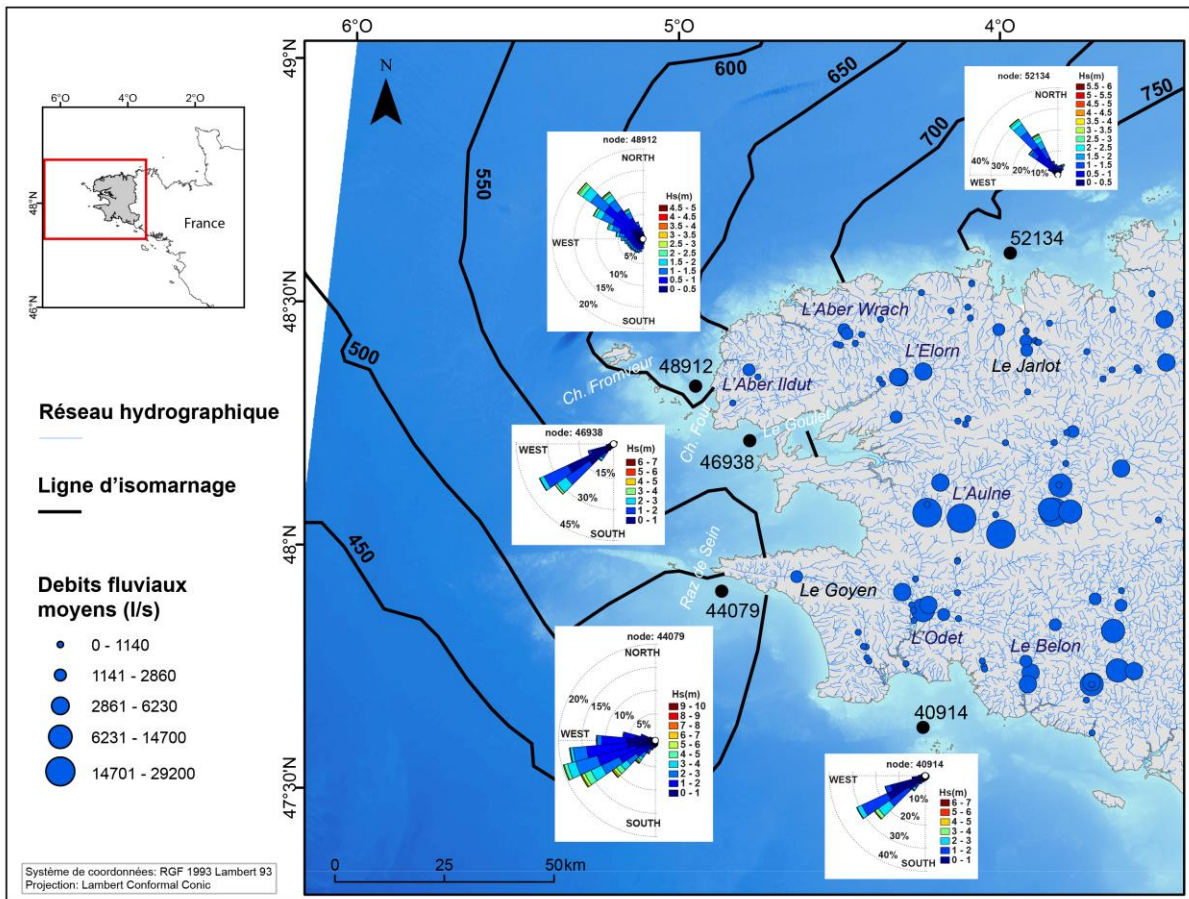 6°O
5°O
4°O
49°N
48°30'N
48°N
47°30'N
6°O
4°O
2°O
48°N
46°N
France
Réseau hydrographique
Ligne d'isomarnage
Debits fluviaux
moyens (l/s)
0 - 1140
1141 - 2860
2861 - 6230
6231 - 14700
14701 - 29200
Système de coordonnées: RGF 1993 Lambert 93
Projection: Lambert Conformal Conic
N
600
650
700
750
550
500
450
node: 52134
NORTH
40%
30%
20%
10%
WEST
Hs(m)
5.5 - 6
5 - 5.5
4.5 - 5
4 - 4.5
3.5 - 4
3 - 3.5
2.5 - 3
2 - 2.5
1.5 - 2
1 - 1.5
0.5 - 1
0 - 0.5
node: 48912
NORTH
WEST
5%
10%
15%
20%
SOUTH
Hs(m)
4.5 - 5
4 - 4.5
3.5 - 4
3 - 3.5
2.5 - 3
2 - 2.5
1.5 - 2
1 - 1.5
0.5 - 1
0 - 0.5
52134
L'Aber Wrach
L'Elorn
Le Jarlot
Ch. Fromveur
48912
L'Aber Ildut
Ch. Four
Le Goulet
46938
node: 46938
WEST
15%
30%
45%
SOUTH
Hs(m)
6 - 7
5 - 6
4 - 5
3 - 4
2 - 3
1 - 2
0 - 1
L'Aulne
Raz de Sein
44079
Le Goyen
L'Odet
Le Belon
40914
node: 44079
NORTH
20%
15%
10%
5%
WEST
SOUTH
Hs(m)
9 - 10
8 - 9
7 - 8
6 - 7
5 - 6
4 - 5
3 - 4
2 - 3
1 - 2
0 - 1
node: 40914
WEST
10%
20%
30%
40%
SOUTH
Hs(m)
6 - 7
5 - 6
4 - 5
3 - 4
2 - 3
1 - 2
0 - 1
0
25
50
km